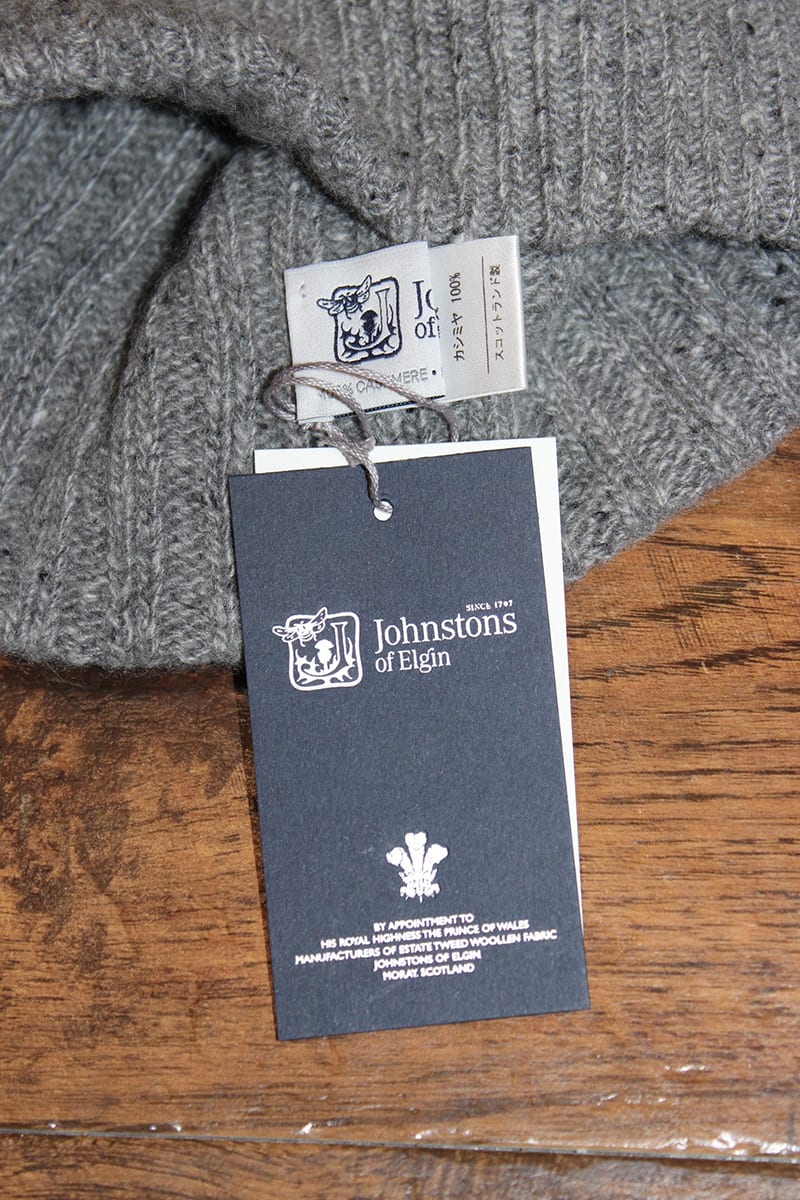 Jo
of
100% CASHMERE
カシミヤ 100%
スコットランド製
SINCE 1797
Johnstons
of Elgin
BY APPOINTMENT TO
HIS ROYAL HIGHNESS THE PRINCE OF WALES
MANUFACTURERS OF ESTATE TWEED WOOLLEN FABRIC
JOHNSTONS OF ELGIN
MORAY, SCOTLAND